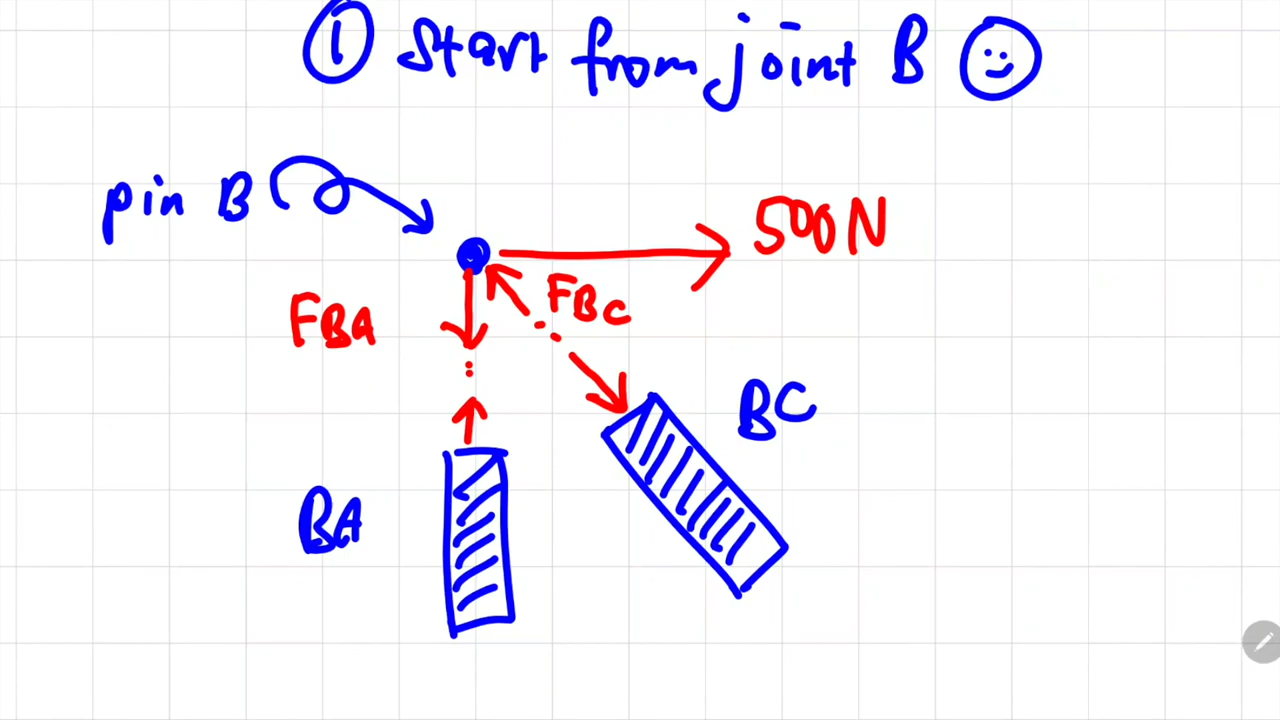 ① Start from joint B
pin B
500N
FBA
FBC
BC
BA